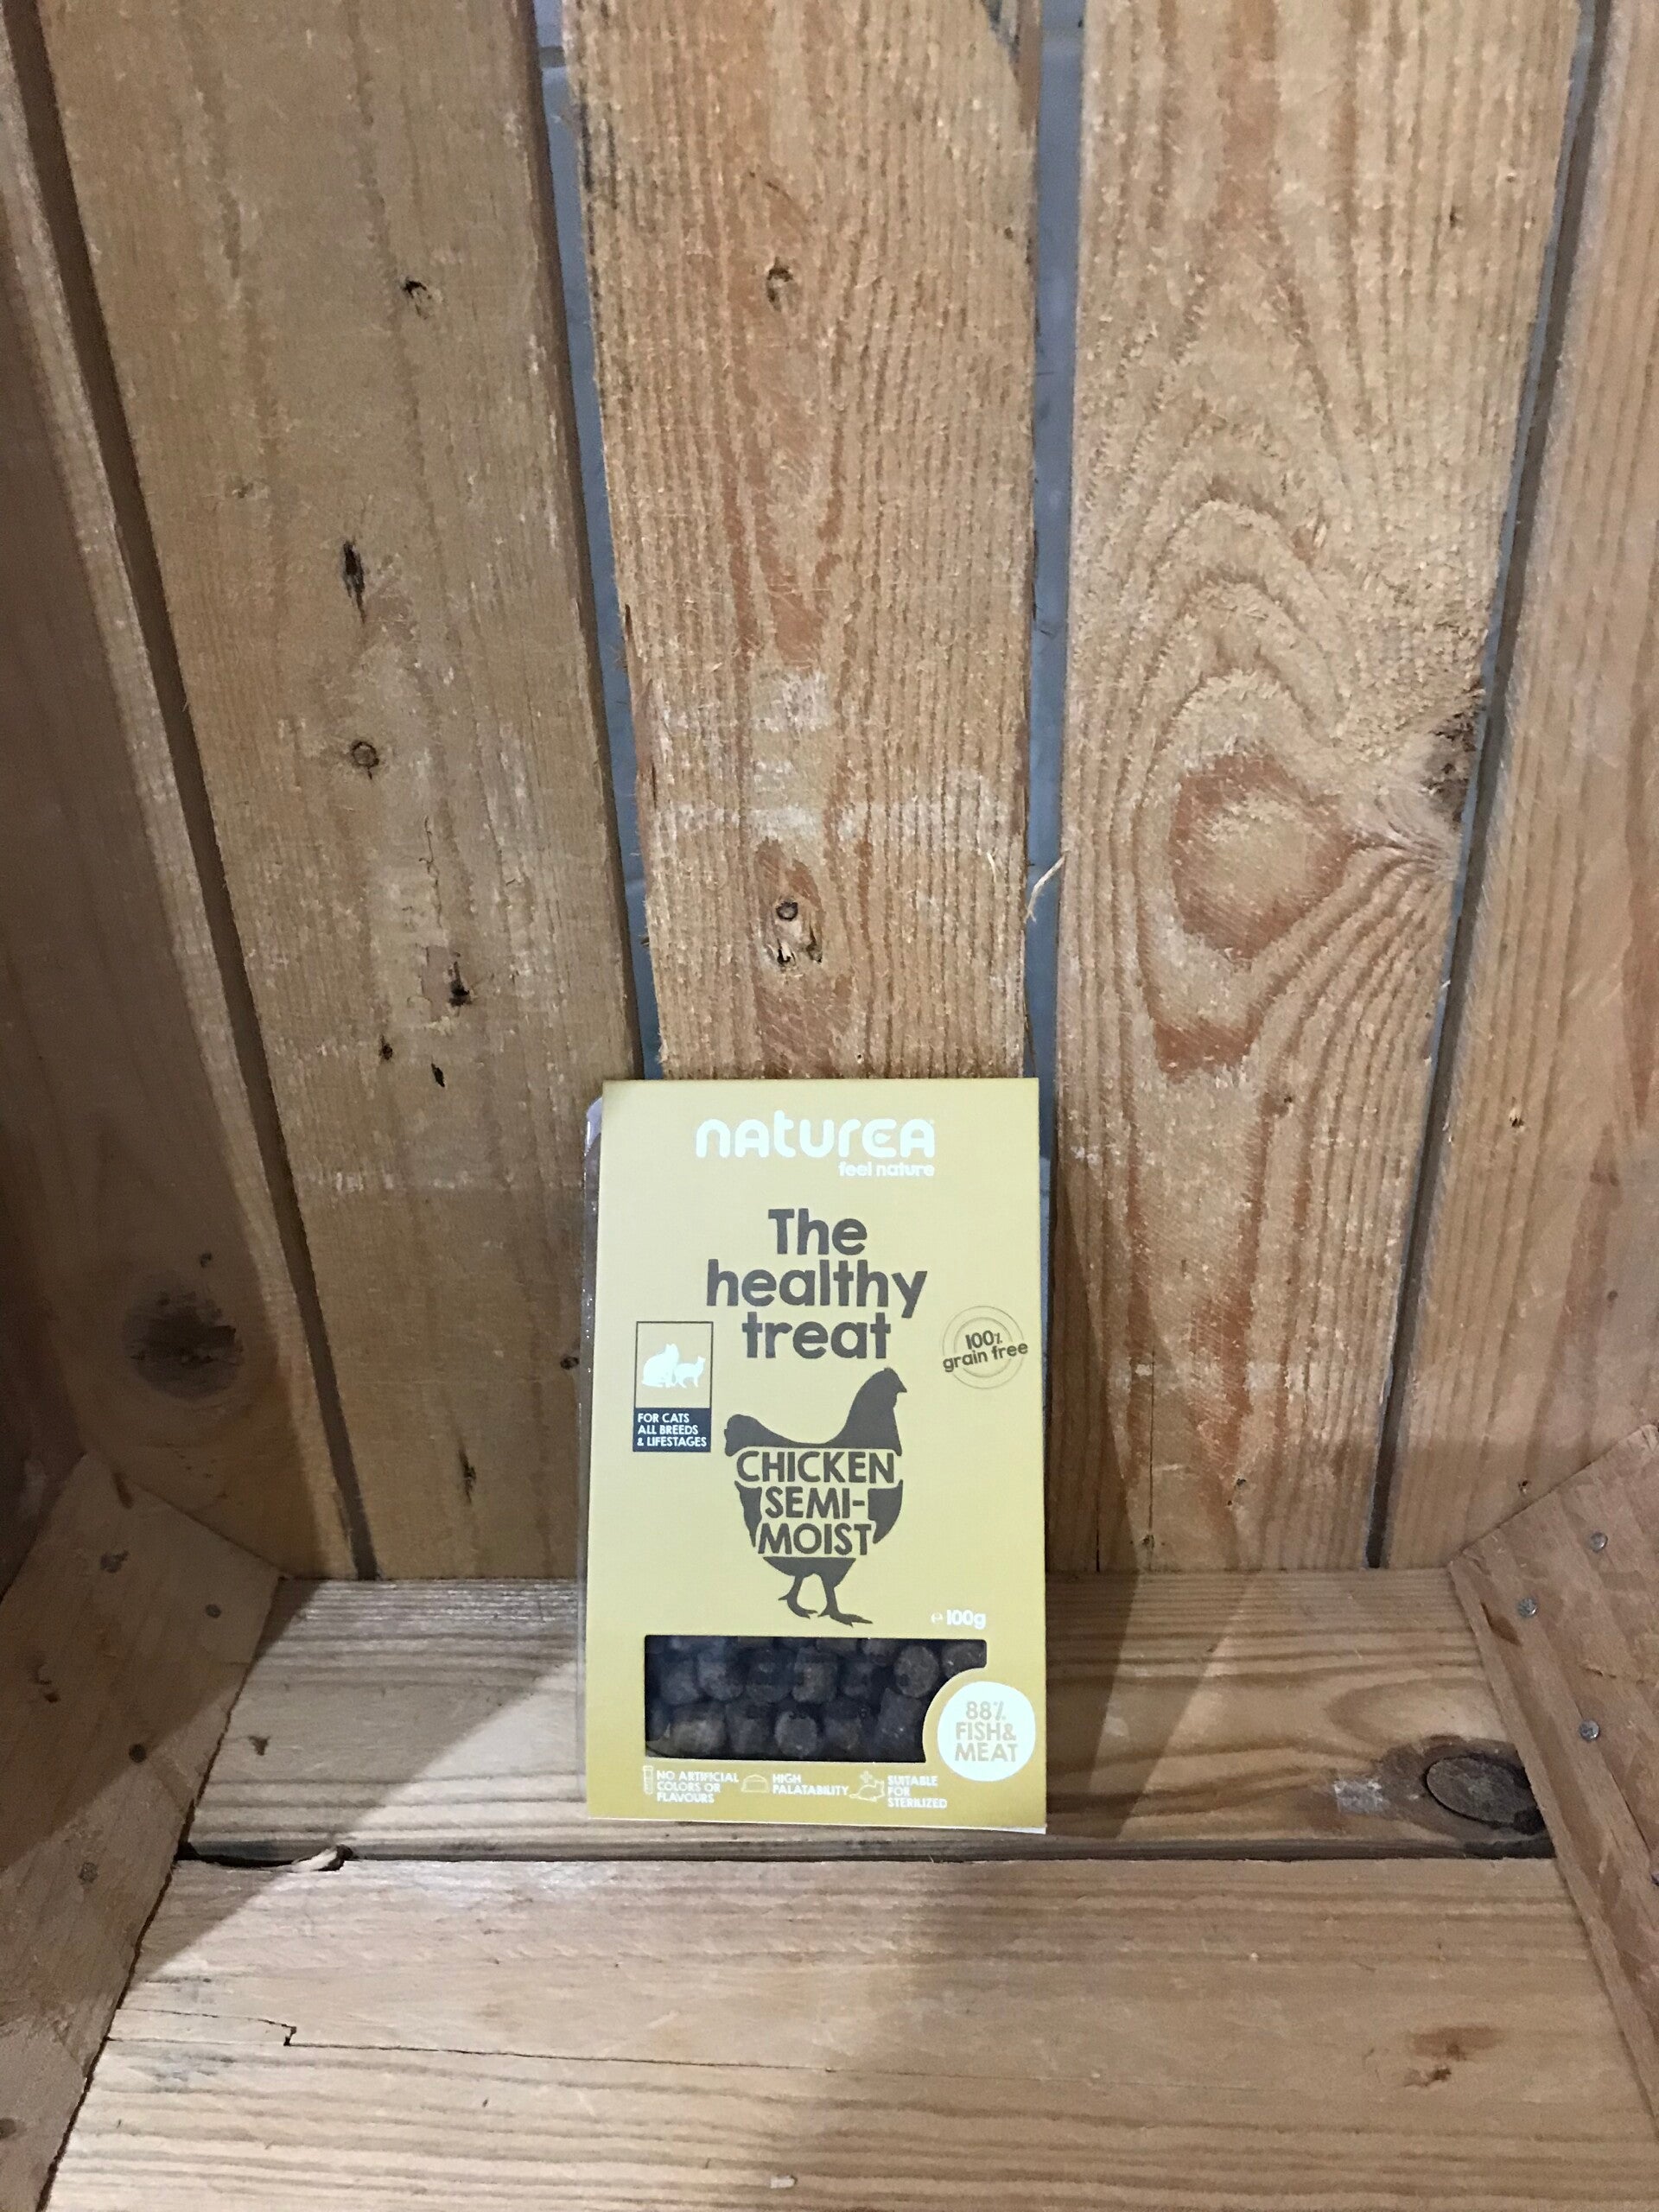 naturea
feel nature
The
healthy
treat
100%
grain free
FOR CATS
ALL BREEDS
& LIFESTAGES
CHICKEN
SEMI-
MOIST
℮ 100g
88%
FISH&
MEAT
NO ARTIFICIAL
COLORS OR
FLAVOURS
HIGH
PALATABILITY
SUITABLE
FOR
STERILIZED